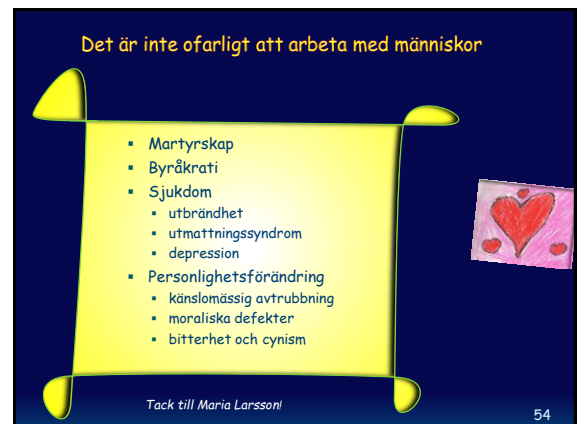 Det är inte ofarligt att arbeta med människor
▪ Martyrskap
▪ Byråkrati
▪ Sjukdom
▪ utbrändhet
▪ utmattningssyndrom
▪ depression
▪ Personlighetsförändring
▪ känslomässig avtrubbning
▪ moraliska defekter
▪ bitterhet och cynism
Tack till Maria Larsson!
54